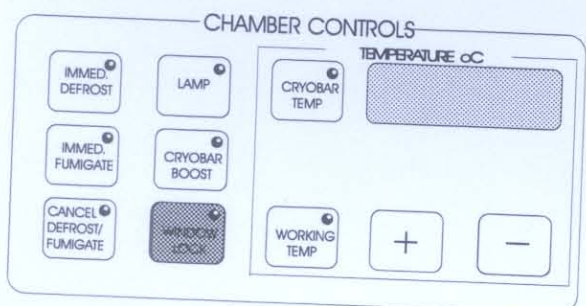 CHAMBER CONTROLS
IMMED.
DEFROST
LAMP
IMMED.
FUMIGATE
CRYOBAR
BOOST
CANCEL
DEFROST/
FUMIGATE
WINDOW
LOCK
TEMPERATURE oC
CRYOBAR
TEMP
WORKING
TEMP
+
−